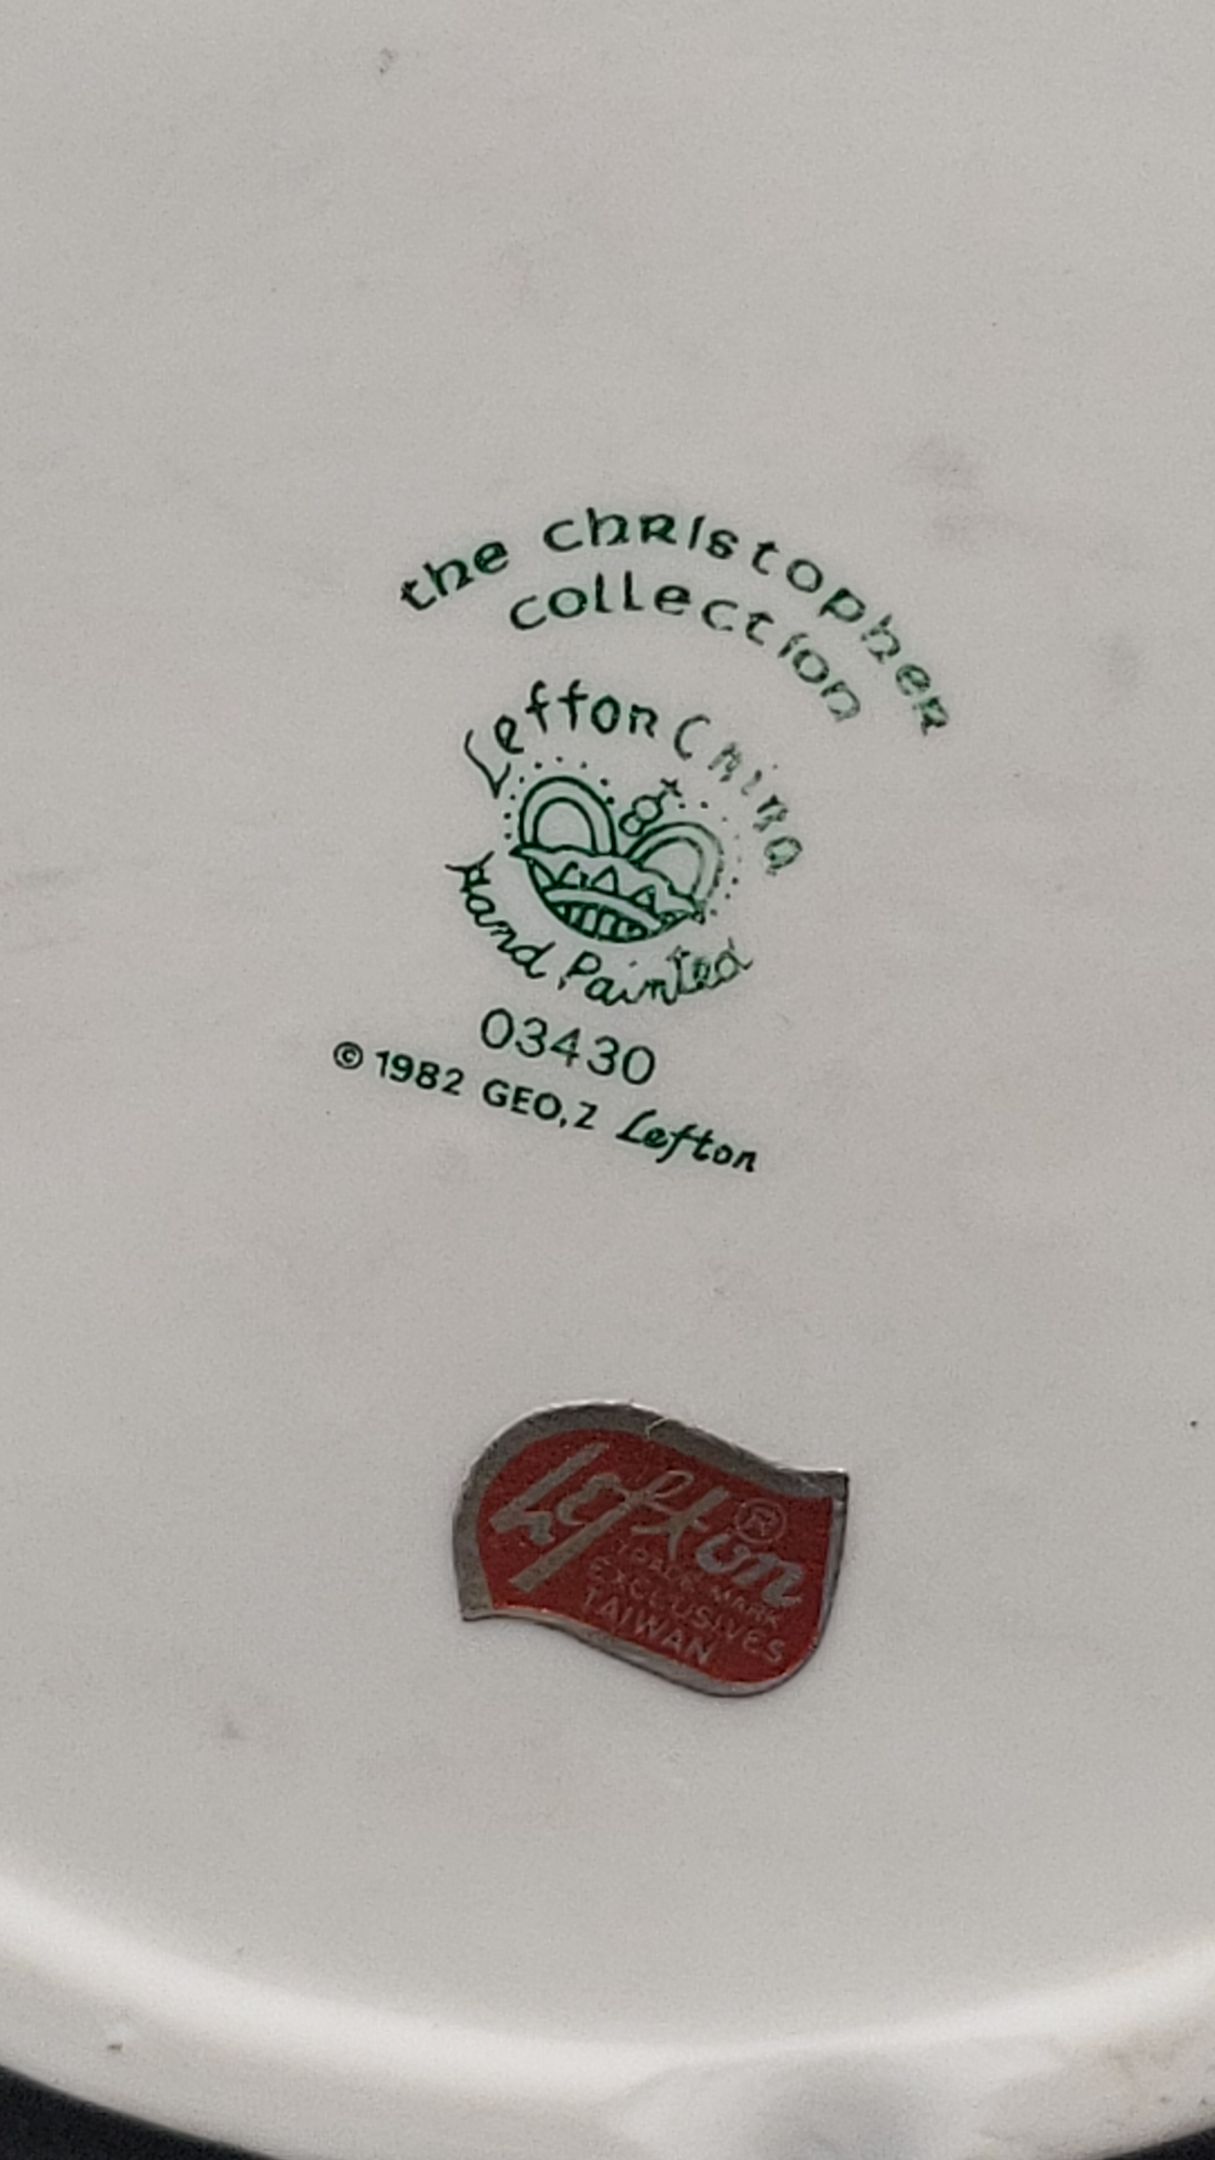 the ChRIstopheR
collection
Lefton China
Hand Painted
03430
© 1982 GEO,Z Lefton
Lefton®
TRADE MARK
EXCLUSIVES
TAIWAN